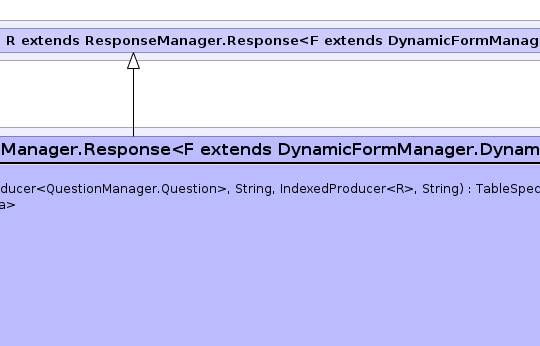 R extends ResponseManager.Response<F extends DynamicFormManag
Manager.Response<F extends DynamicFormManager.Dynam
ducer<QuestionManager.Question>, String, IndexedProducer<R>, String) : TableSpec
a>